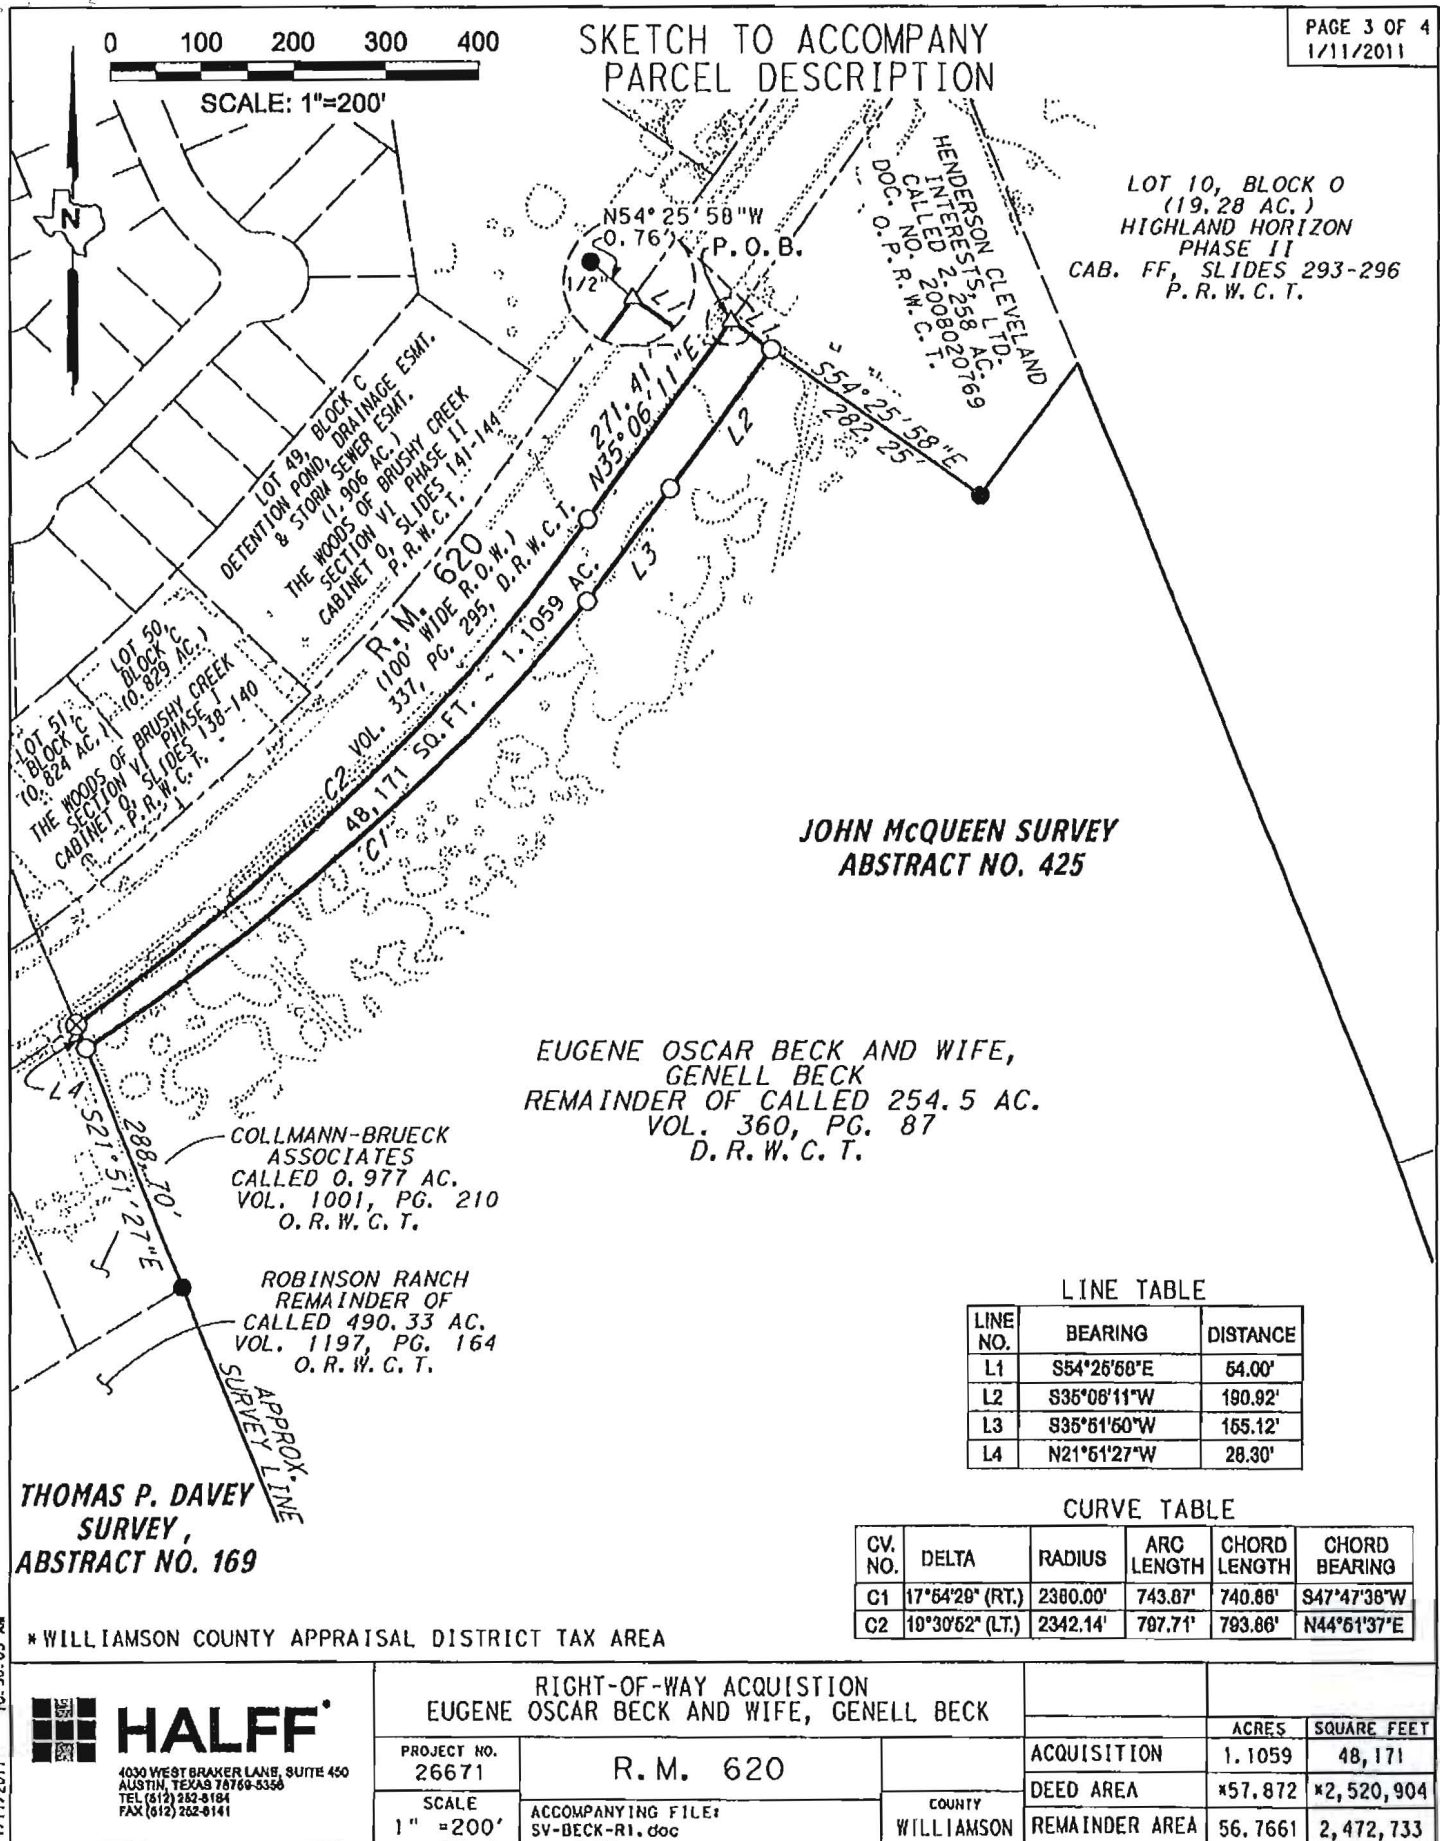 PAGE 3 OF 4
1/11/2011
SKETCH TO ACCOMPANY
PARCEL DESCRIPTION
0 100 200 300 400
SCALE: 1"=200'
N
N54°25'58"W
0.76'
P.O.B.
1/2"
L1
L1
HENDERSON CLEVELAND
INTERESTS, LTD.
CALLED 2.258 AC.
DOC. NO. 2008020769
O.P.R.W.C.T.
LOT 10, BLOCK O
(19.28 AC.)
HIGHLAND HORIZON
PHASE II
CAB. FF, SLIDES 293-296
P.R.W.C.T.
S54°25'58"E
282.25'
271.41'
N35°06'11"E
L2
L3
LOT 49, BLOCK C
DETENTION POND, DRAINAGE ESMT.
& STORM SEWER ESMT.
(1.906 AC.)
THE WOODS OF BRUSHY CREEK
SECTION VI PHASE II
CABINET O, SLIDES 141-144
P.R.W.C.T.
R.M. 620
(100' WIDE R.O.W.)
VOL. 337, PG. 295, D.R.W.C.T.
C2
48,171 SQ.FT. ~ 1.1059 AC.
C1
LOT 50,
BLOCK C
(0.829 AC.)
LOT 51,
BLOCK C
(0.824 AC.)
THE WOODS OF BRUSHY CREEK
SECTION VI PHASE I
CABINET O, SLIDES 138-140
P.R.W.C.T.
JOHN McQUEEN SURVEY
ABSTRACT NO. 425
EUGENE OSCAR BECK AND WIFE,
GENELL BECK
REMAINDER OF CALLED 254.5 AC.
VOL. 360, PG. 87
D.R.W.C.T.
L4
S21°51'27"E
288.70'
COLLMANN-BRUECK
ASSOCIATES
CALLED 0.977 AC.
VOL. 1001, PG. 210
O.R.W.C.T.
ROBINSON RANCH
REMAINDER OF
CALLED 490.33 AC.
VOL. 1197, PG. 164
O.R.W.C.T.
APPROX.
SURVEY LINE
THOMAS P. DAVEY
SURVEY,
ABSTRACT NO. 169
LINE TABLE
LINE NO. BEARING DISTANCE
L1 S54°25'58"E 54.00'
L2 S35°06'11"W 190.92'
L3 S35°51'50"W 155.12'
L4 N21°51'27"W 28.30'
CURVE TABLE
CV. NO. DELTA RADIUS ARC LENGTH CHORD LENGTH CHORD BEARING
C1 17°54'29" (RT.) 2380.00' 743.87' 740.86' S47°47'38"W
C2 19°30'52" (LT.) 2342.14' 797.71' 793.86' N44°51'37"E
*WILLIAMSON COUNTY APPRAISAL DISTRICT TAX AREA
HALFF
4030 WEST BRAKER LANE, SUITE 450
AUSTIN, TEXAS 78759-5356
TEL (512) 252-8184
FAX (512) 252-8141
RIGHT-OF-WAY ACQUISTION
EUGENE OSCAR BECK AND WIFE, GENELL BECK
PROJECT NO.
26671
R.M. 620
SCALE
1" =200'
ACCOMPANYING FILE:
SV-BECK-R1.doc
COUNTY
WILLIAMSON
ACRES SQUARE FEET
ACQUISITION 1.1059 48,171
DEED AREA *57.872 *2,520,904
REMAINDER AREA 56.7661 2,472,733